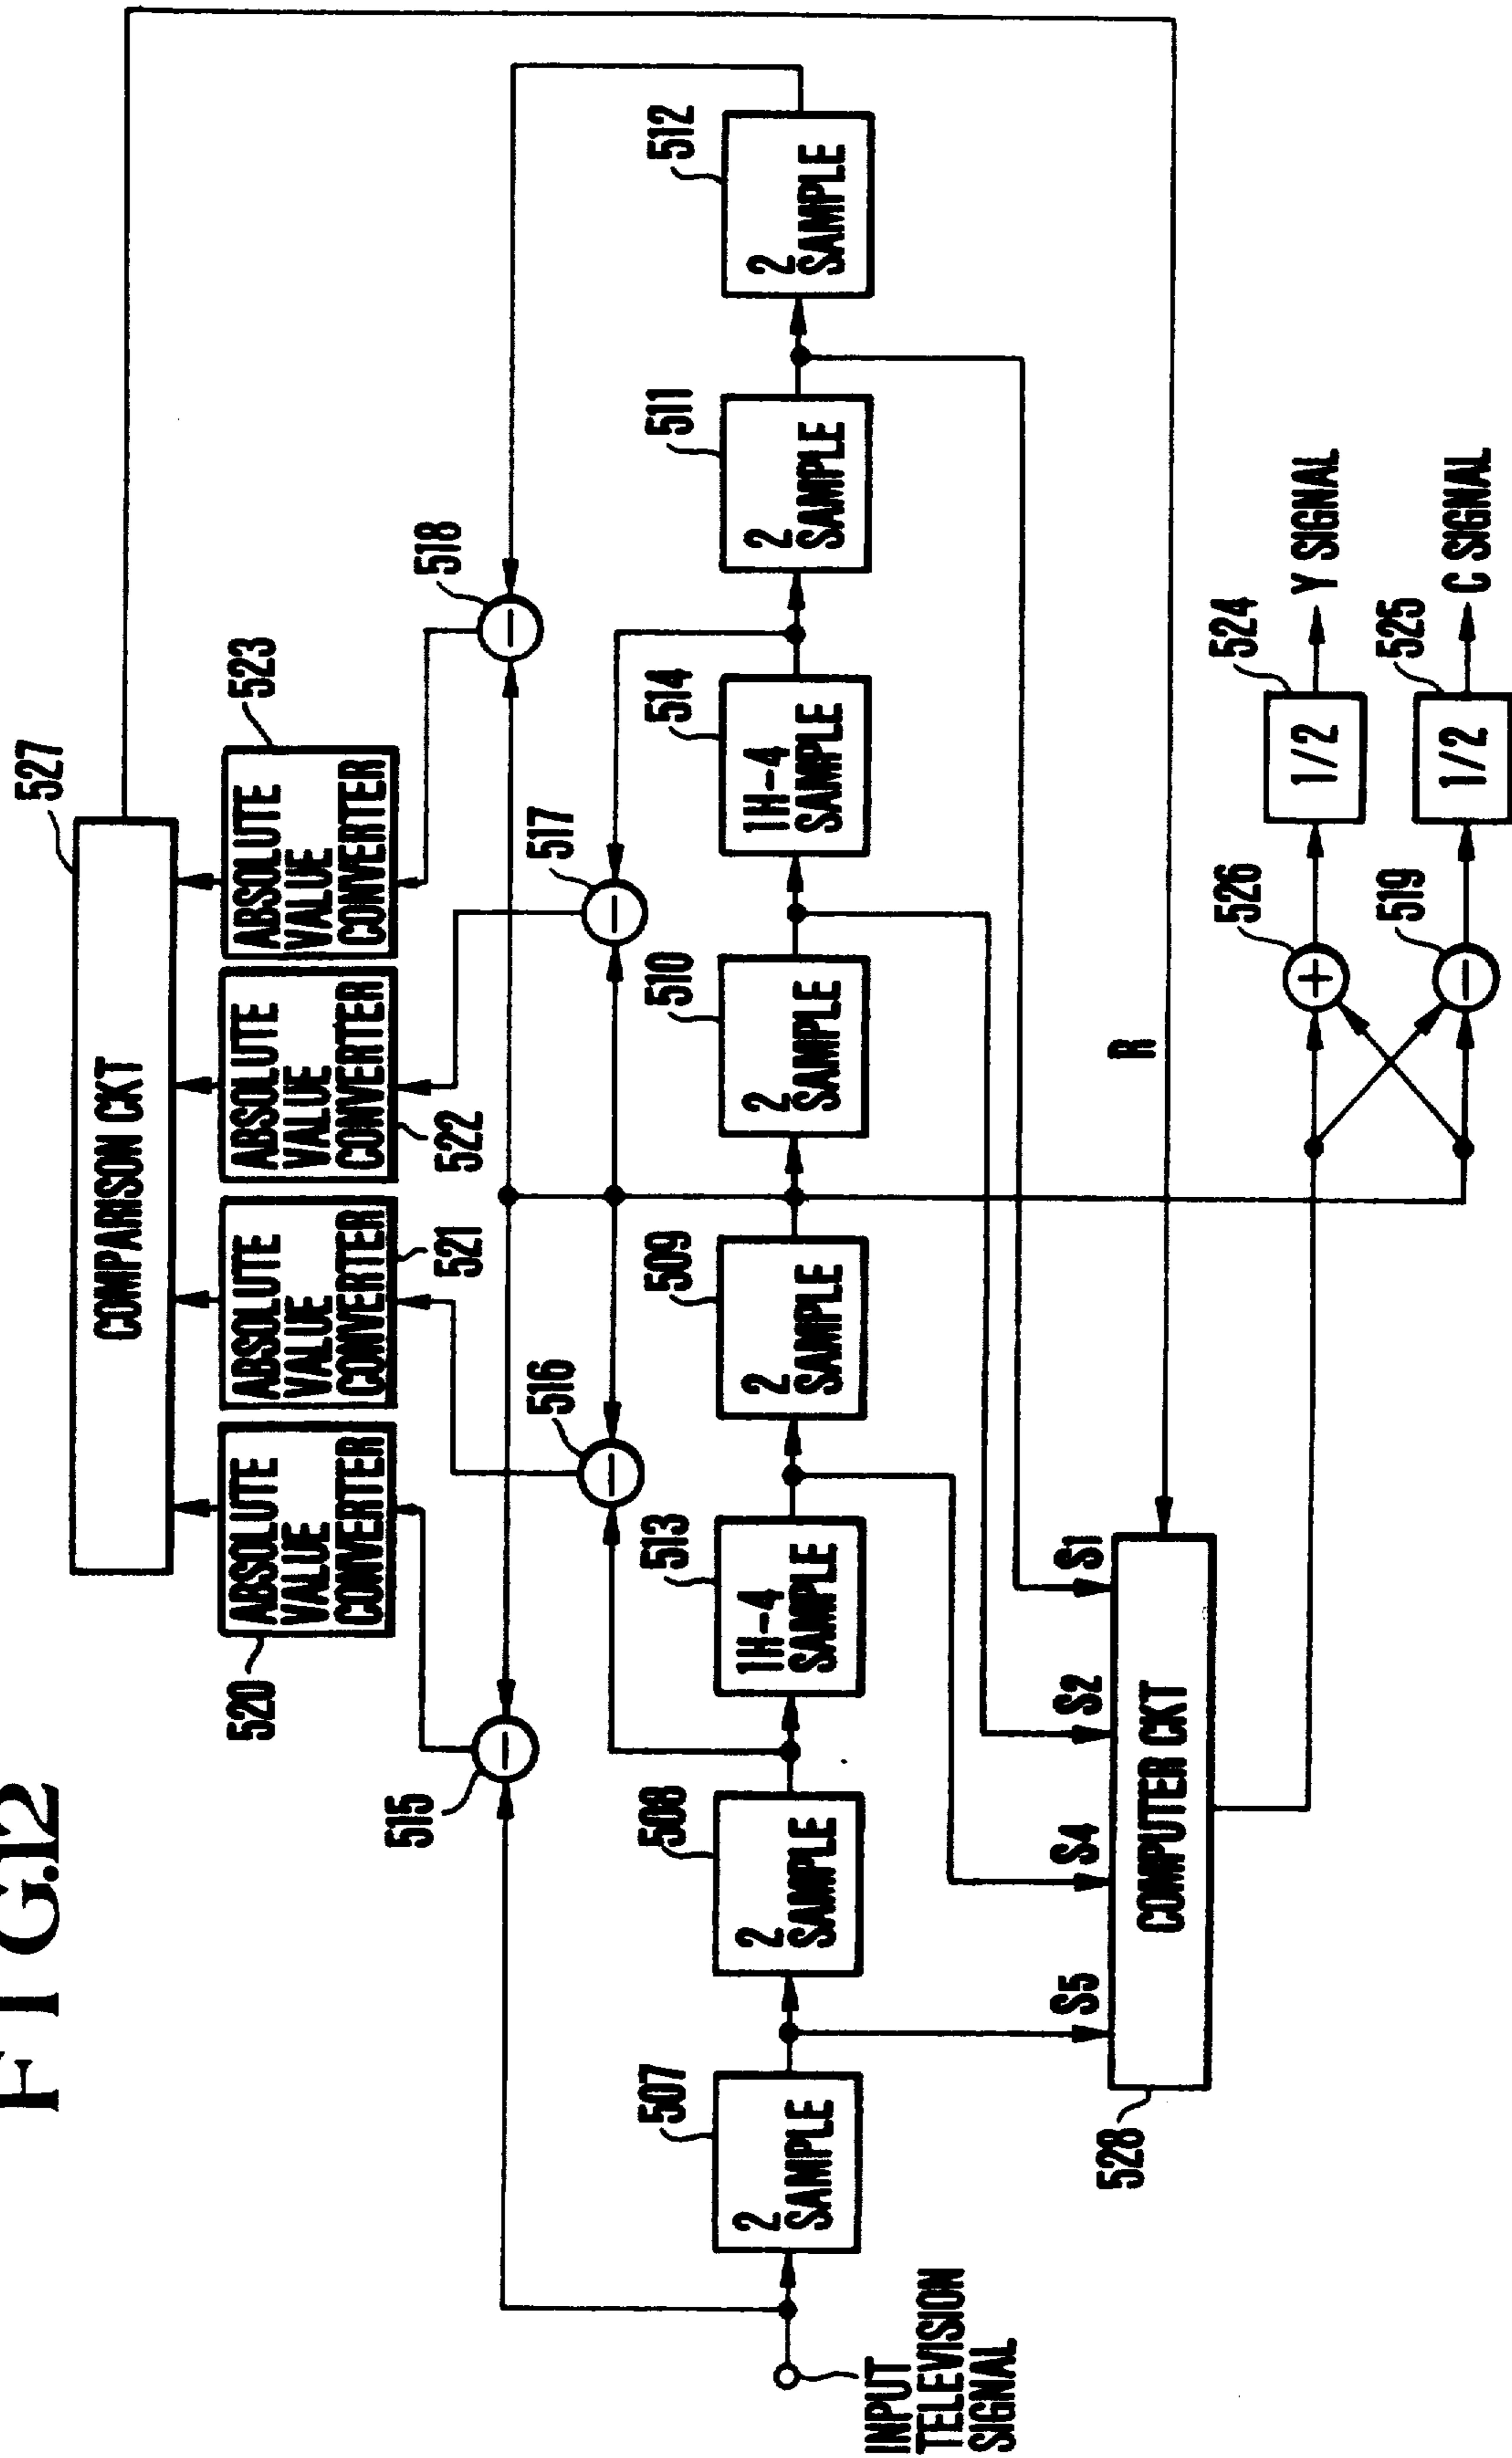 FIG.12
527
COMPARISON CKT
520
ABSOLUTE
VALUE
CONVERTER
521
ABSOLUTE
VALUE
CONVERTER
522
ABSOLUTE
VALUE
CONVERTER
523
ABSOLUTE
VALUE
CONVERTER
515
516
517
518
INPUT
TELEVISION
SIGNAL
507
2
SAMPLE
508
2
SAMPLE
513
1H-4
SAMPLE
509
2
SAMPLE
510
2
SAMPLE
514
1H-4
SAMPLE
511
2
SAMPLE
512
2
SAMPLE
S5
S4
S2
S1
R
528
COMPUTER CKT
526
+
524
1/2
Y SIGNAL
519
525
1/2
C SIGNAL